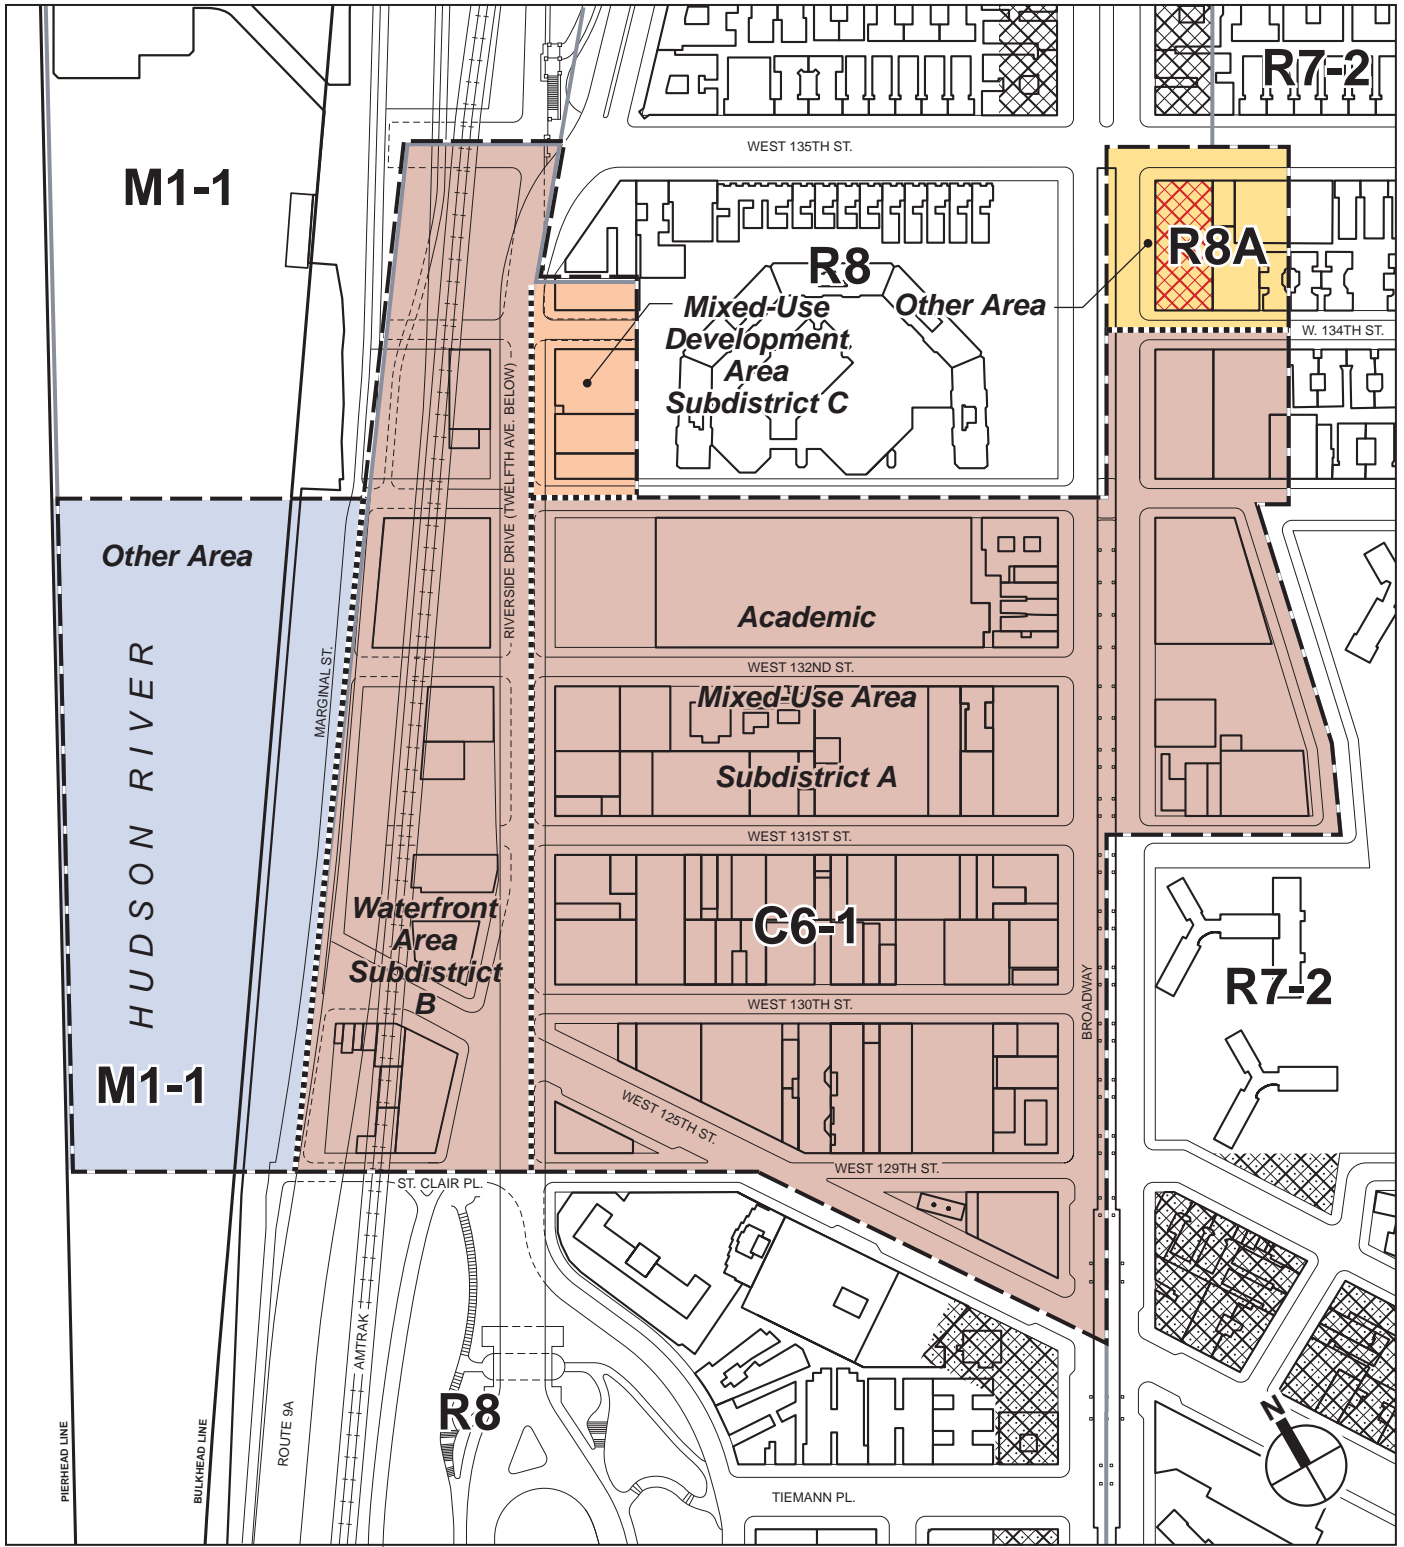 R7-2
WEST 135TH ST.
M1-1
R8A
R8
Other Area
Mixed-Use
Development
Area
Subdistrict C
W. 134TH ST.
RIVERSIDE DRIVE (TWELFTH AVE. BELOW)
Other Area
HUDSON RIVER
MARGINAL ST.
Academic
WEST 132ND ST.
Mixed-Use Area
Subdistrict A
WEST 131ST ST.
Waterfront
Area
Subdistrict
B
C6-1
BROADWAY
R7-2
WEST 130TH ST.
M1-1
WEST 125TH ST.
WEST 129TH ST.
ST. CLAIR PL.
AMTRAK
R8
ROUTE 9A
PIERHEAD LINE
BULKHEAD LINE
TIEMANN PL.
N